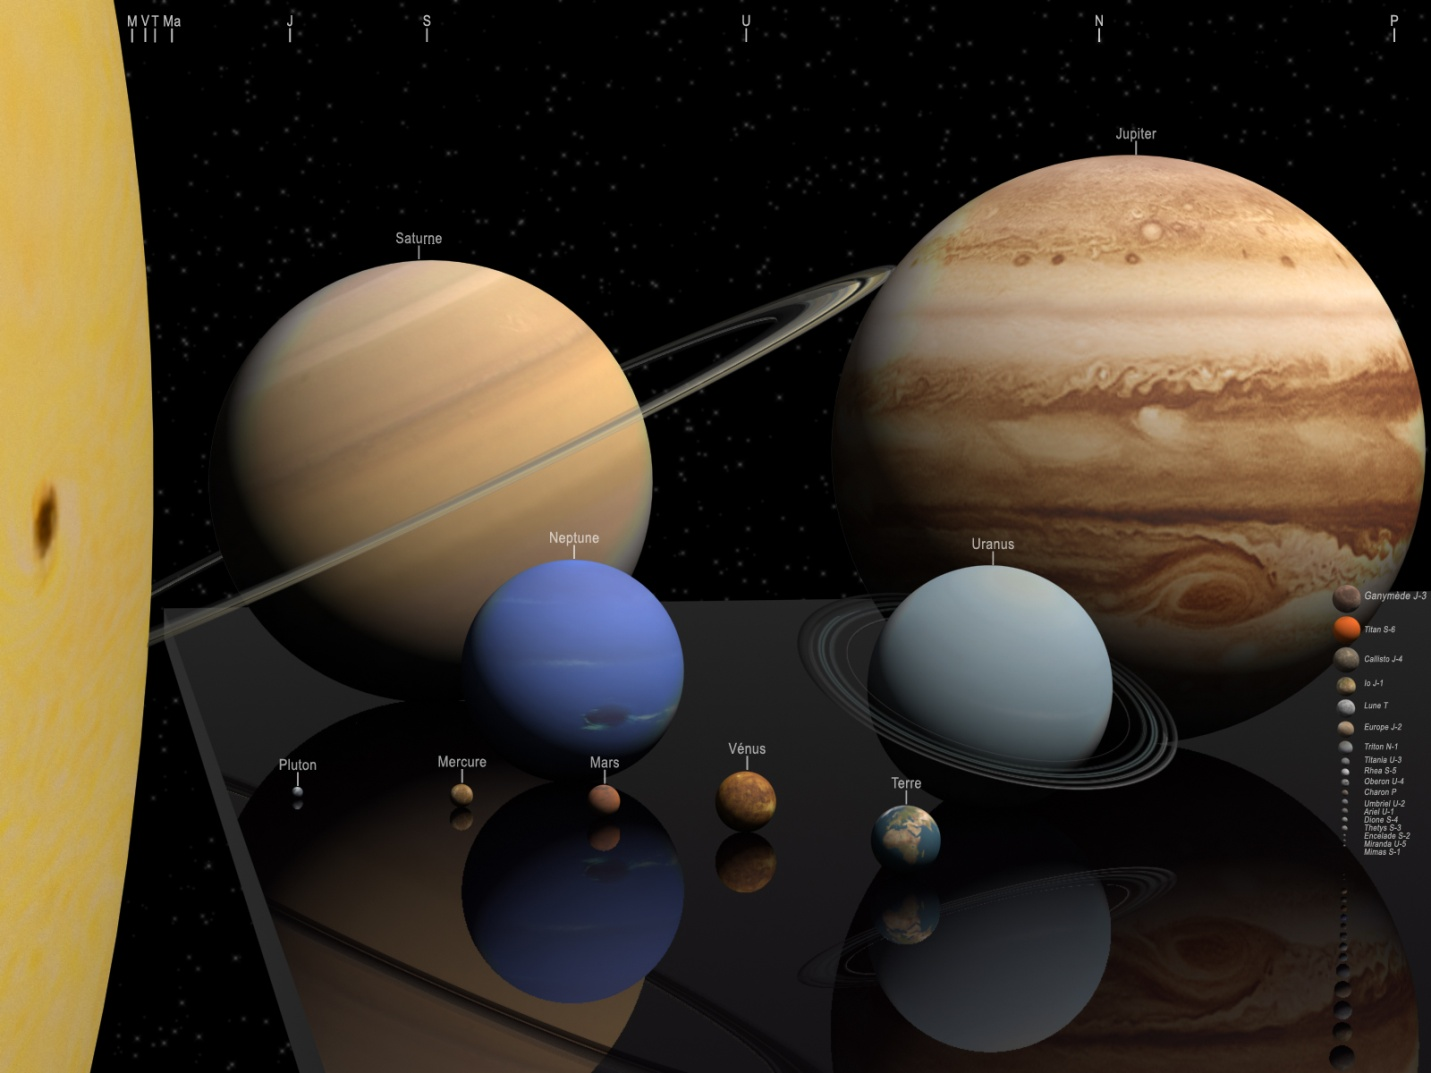 M V T Ma J S U N P
Jupiter
Saturne
Neptune
Uranus
Ganymède J-3
Titan S-6
Callisto J-4
Io J-1
Lune T
Europe J-2
Triton N-1
Titania U-3
Rhea S-5
Oberon U-4
Charon P
Umbriel U-2
Ariel U-1
Dione S-4
Thetys S-3
Encelade S-2
Miranda U-5
Mimas S-1
Vénus
Mercure
Mars
Pluton
Terre